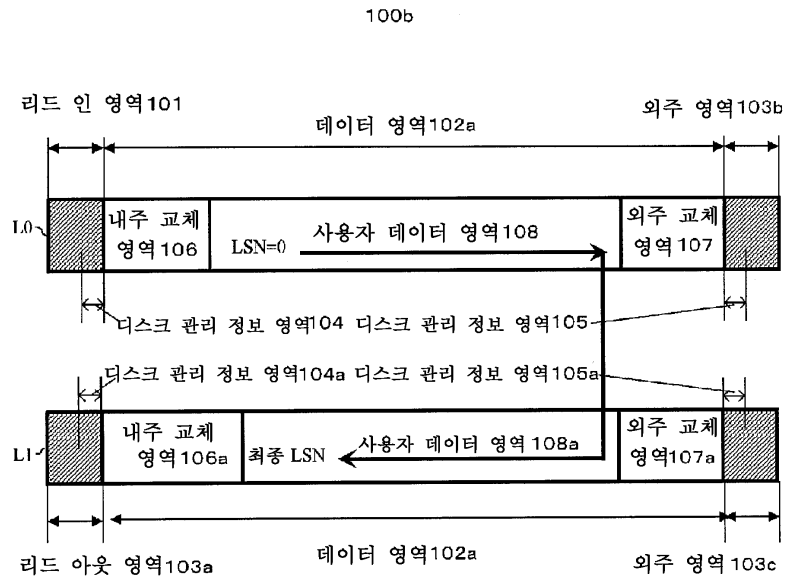 100b
리드 인 영역101
데이터 영역102a
외주 영역103b
L0
내주 교체
영역106
LSN=0
사용자 데이터 영역108
외주 교체
영역107
디스크 관리 정보 영역104
디스크 관리 정보 영역105
디스크 관리 정보 영역104a
디스크 관리 정보 영역105a
L1
내주 교체
영역106a
최종 LSN
사용자 데이터 영역108a
외주 교체
영역107a
리드 아웃 영역103a
데이터 영역102a
외주 영역103c